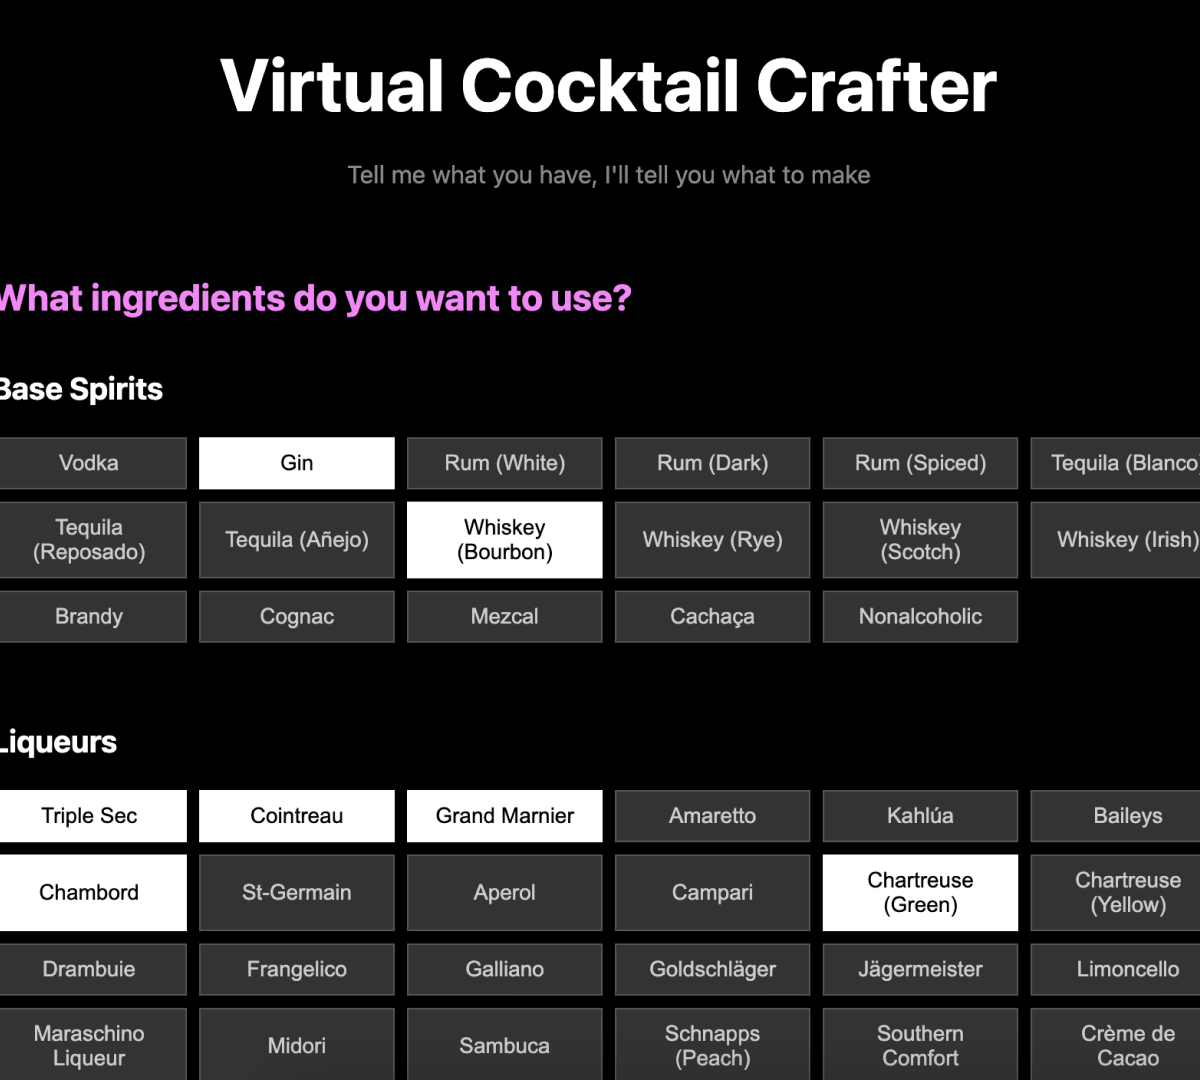 Virtual Cocktail Crafter
Tell me what you have, I'll tell you what to make
What ingredients do you want to use?
Base Spirits
Vodka
Gin
Rum (White)
Rum (Dark)
Rum (Spiced)
Tequila (Blanco)
Tequila
(Reposado)
Tequila (Añejo)
Whiskey
(Bourbon)
Whiskey (Rye)
Whiskey
(Scotch)
Whiskey (Irish)
Brandy
Cognac
Mezcal
Cachaça
Nonalcoholic
Liqueurs
Triple Sec
Cointreau
Grand Marnier
Amaretto
Kahlúa
Baileys
Chambord
St-Germain
Aperol
Campari
Chartreuse
(Green)
Chartreuse
(Yellow)
Drambuie
Frangelico
Galliano
Goldschläger
Jägermeister
Limoncello
Maraschino
Liqueur
Midori
Sambuca
Schnapps
(Peach)
Southern
Comfort
Crème de
Cacao